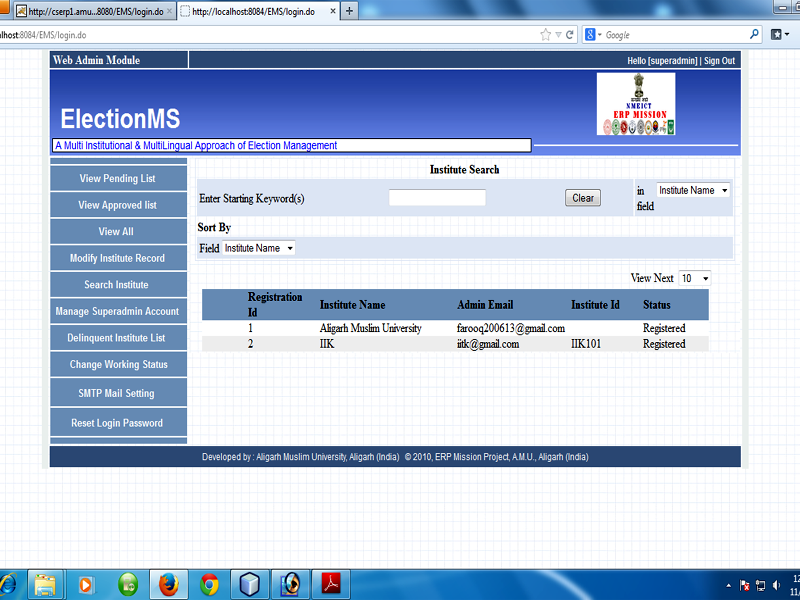 http://cserp1.amu...8080/EMS/login.do
http://localhost:8084/EMS/login.do
lhost:8084/EMS/login.do
Google
Web Admin Module
Hello [superadmin] | Sign Out
ElectionMS
NMEICT
ERP MISSION
A Multi Institutional & MultiLingual Approach of Election Management
View Pending List
View Approved list
View All
Modify Institute Record
Search Institute
Manage Superadmin Account
Delinquent Institute List
Change Working Status
SMTP Mail Setting
Reset Login Password
Institute Search
Enter Starting Keyword(s)
Clear
in field
Institute Name
Sort By
Field Institute Name
View Next 10
Registration Id Institute Name Admin Email Institute Id Status
1 Aligarh Muslim University farooq200613@gmail.com Registered
2 IIK iitk@gmail.com IIK101 Registered
Developed by : Aligarh Muslim University, Aligarh (India) © 2010, ERP Mission Project, A.M.U., Aligarh (India)